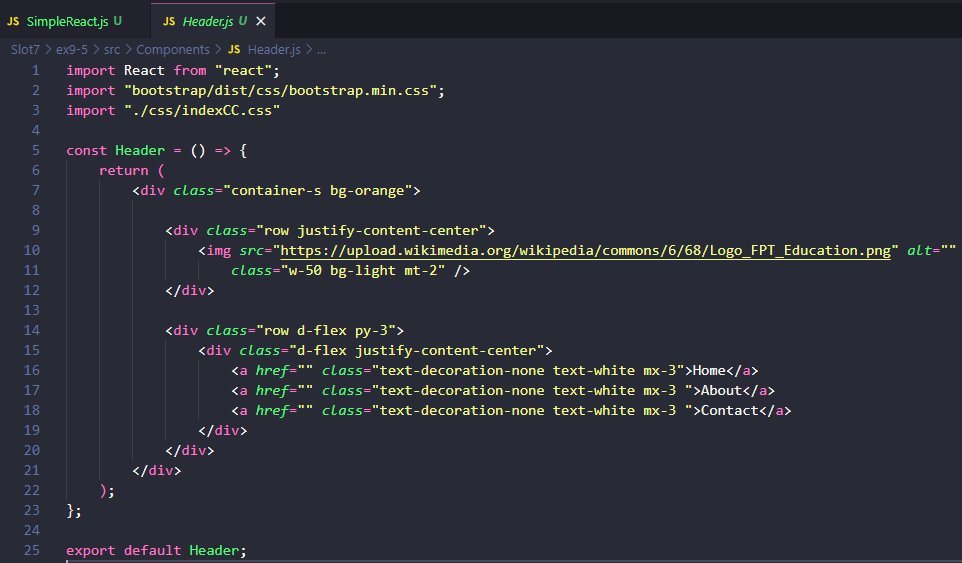 JS SimpleReact.js U JS Header.js U ×
Slot7 > ex9-5 > src > Components > JS Header.js > ...
1 import React from "react";
2 import "bootstrap/dist/css/bootstrap.min.css";
3 import "./css/indexCC.css"
4
5 const Header = () => {
6 return (
7 <div class="container-s bg-orange">
8
9 <div class="row justify-content-center">
10 <img src="https://upload.wikimedia.org/wikipedia/commons/6/68/Logo_FPT_Education.png" alt=""
11 class="w-50 bg-light mt-2" />
12 </div>
13
14 <div class="row d-flex py-3">
15 <div class="d-flex justify-content-center">
16 <a href="" class="text-decoration-none text-white mx-3">Home</a>
17 <a href="" class="text-decoration-none text-white mx-3 ">About</a>
18 <a href="" class="text-decoration-none text-white mx-3 ">Contact</a>
19 </div>
20 </div>
21 </div>
22 );
23 };
24
25 export default Header;